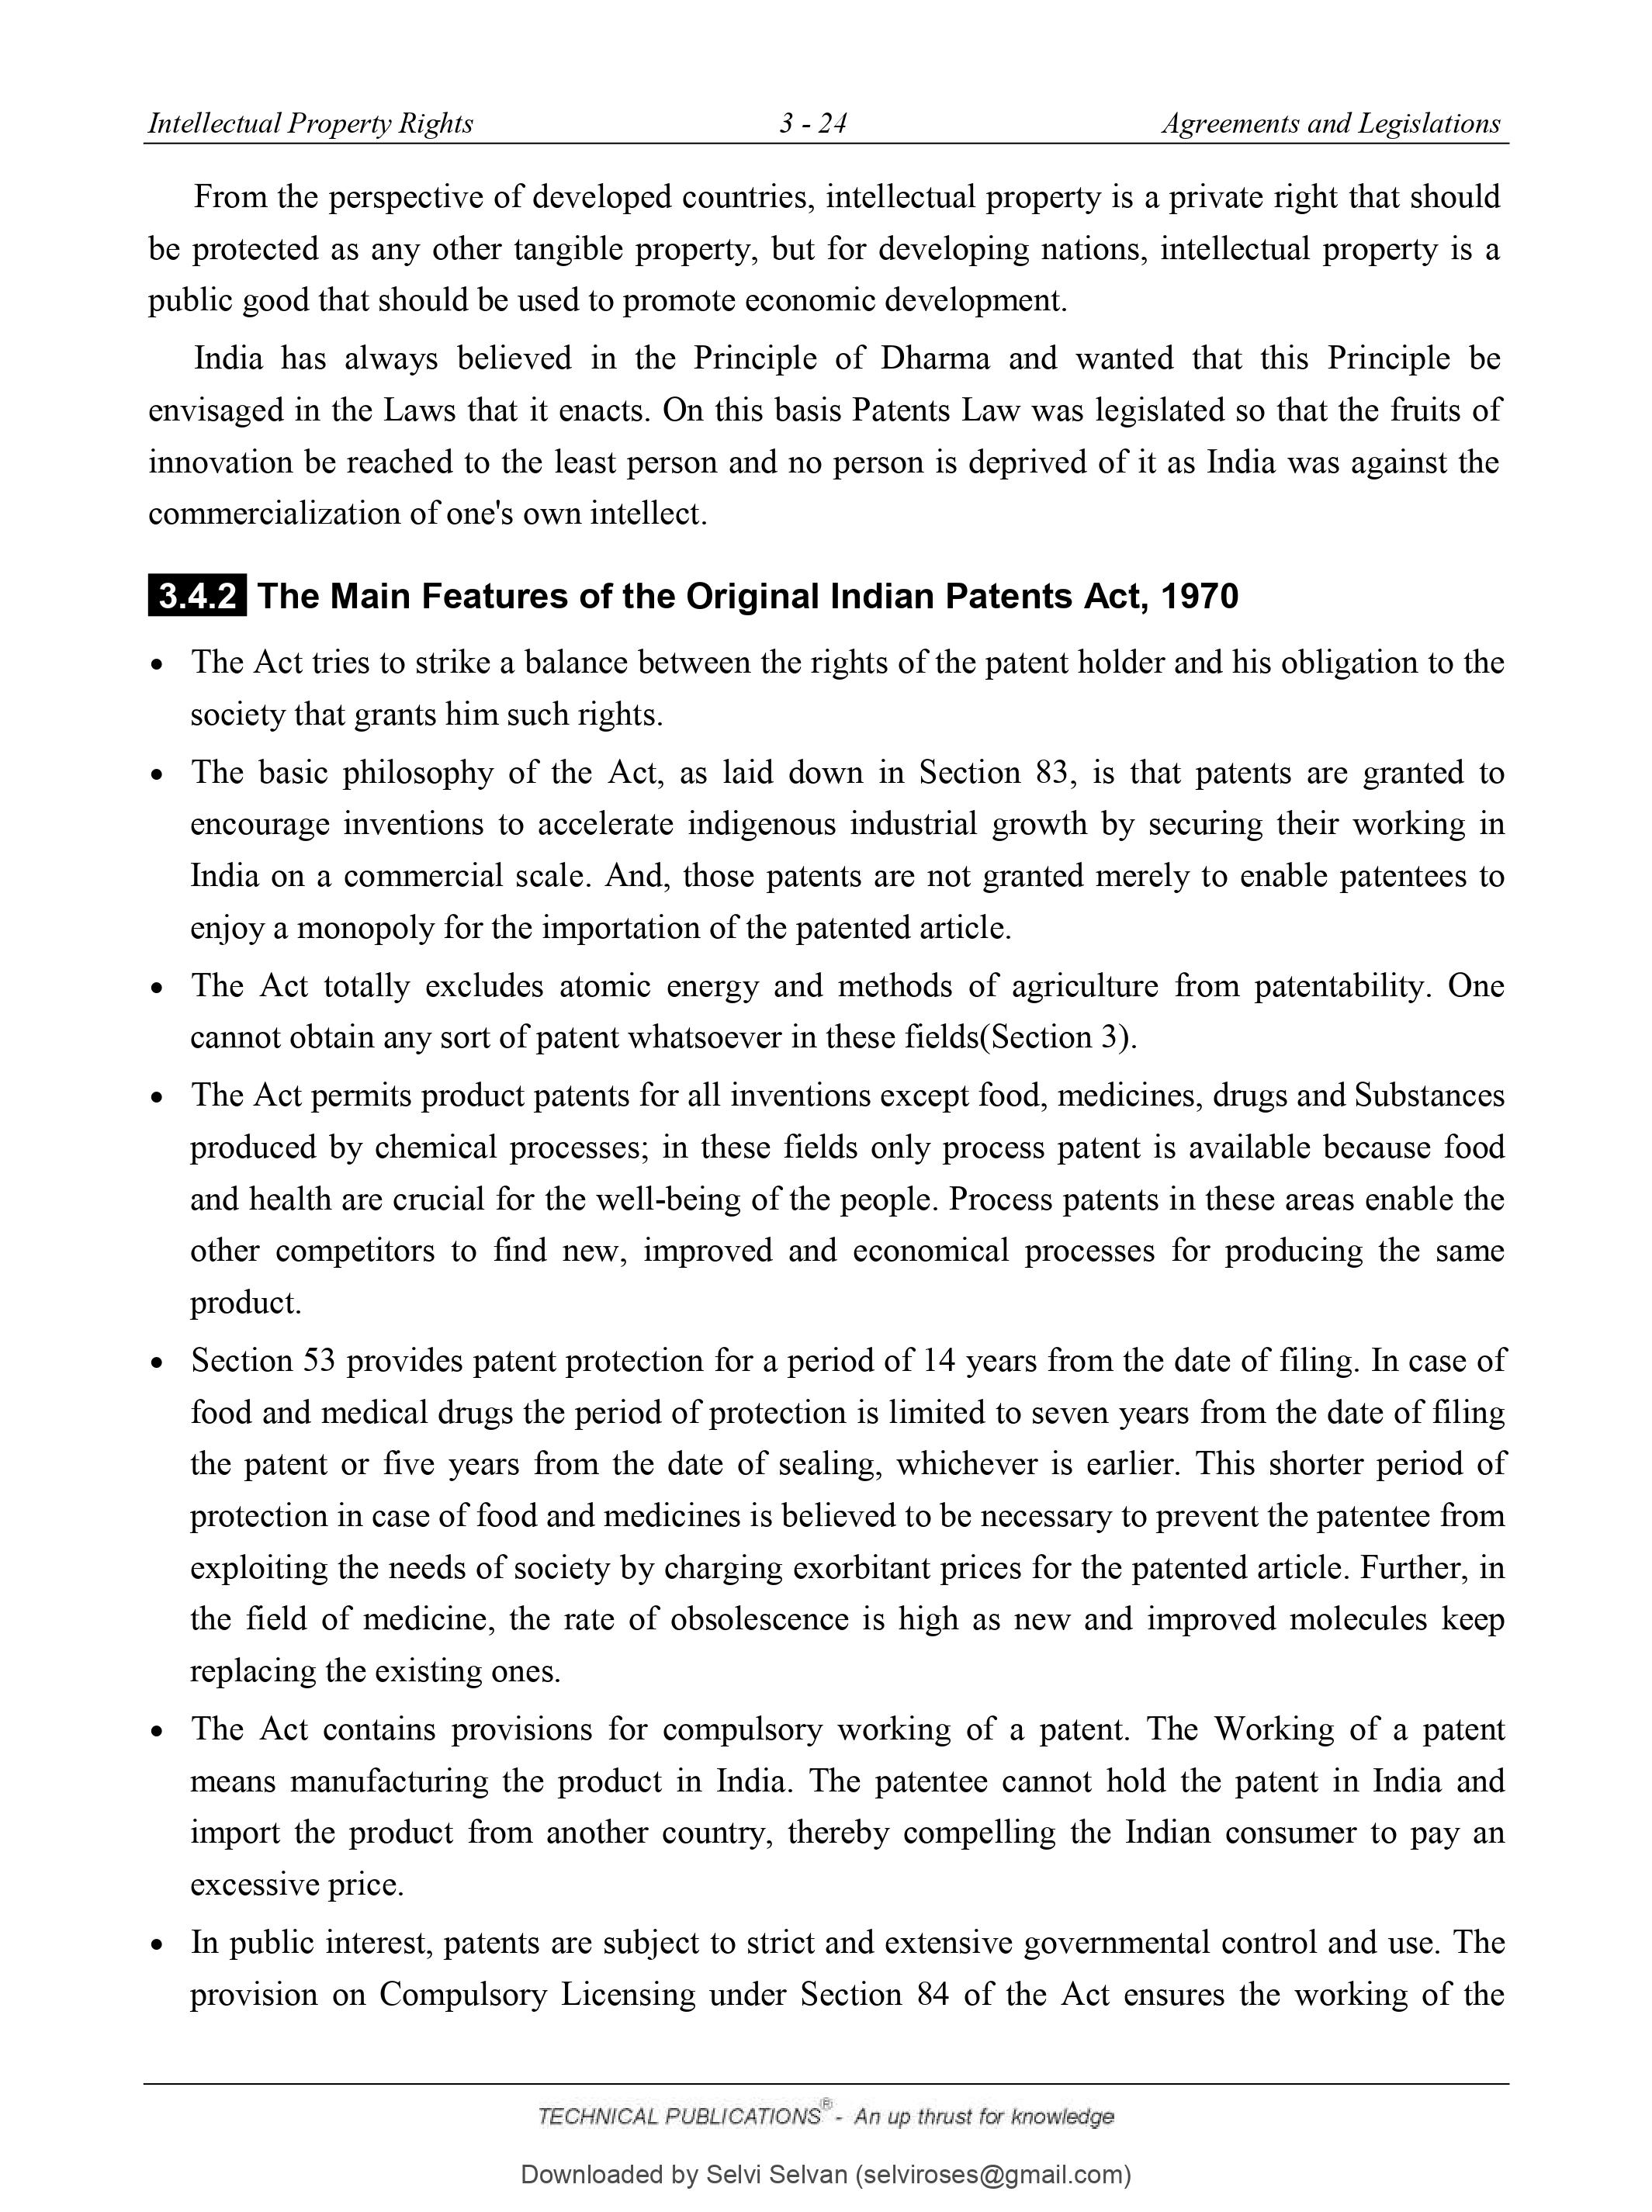 Intellectual Property Rights 3 - 24 Agreements and Legislations
From the perspective of developed countries, intellectual property is a private right that should
be protected as any other tangible property, but for developing nations, intellectual property is a
public good that should be used to promote economic development.
India has always believed in the Principle of Dharma and wanted that this Principle be
envisaged in the Laws that it enacts. On this basis Patents Law was legislated so that the fruits of
innovation be reached to the least person and no person is deprived of it as India was against the
commercialization of one's own intellect.
3.4.2 The Main Features of the Original Indian Patents Act, 1970
• The Act tries to strike a balance between the rights of the patent holder and his obligation to the
society that grants him such rights.
• The basic philosophy of the Act, as laid down in Section 83, is that patents are granted to
encourage inventions to accelerate indigenous industrial growth by securing their working in
India on a commercial scale. And, those patents are not granted merely to enable patentees to
enjoy a monopoly for the importation of the patented article.
• The Act totally excludes atomic energy and methods of agriculture from patentability. One
cannot obtain any sort of patent whatsoever in these fields(Section 3).
• The Act permits product patents for all inventions except food, medicines, drugs and Substances
produced by chemical processes; in these fields only process patent is available because food
and health are crucial for the well-being of the people. Process patents in these areas enable the
other competitors to find new, improved and economical processes for producing the same
product.
• Section 53 provides patent protection for a period of 14 years from the date of filing. In case of
food and medical drugs the period of protection is limited to seven years from the date of filing
the patent or five years from the date of sealing, whichever is earlier. This shorter period of
protection in case of food and medicines is believed to be necessary to prevent the patentee from
exploiting the needs of society by charging exorbitant prices for the patented article. Further, in
the field of medicine, the rate of obsolescence is high as new and improved molecules keep
replacing the existing ones.
• The Act contains provisions for compulsory working of a patent. The Working of a patent
means manufacturing the product in India. The patentee cannot hold the patent in India and
import the product from another country, thereby compelling the Indian consumer to pay an
excessive price.
• In public interest, patents are subject to strict and extensive governmental control and use. The
provision on Compulsory Licensing under Section 84 of the Act ensures the working of the
TECHNICAL PUBLICATIONS® - An up thrust for knowledge
Downloaded by Selvi Selvan (selviroses@gmail.com)